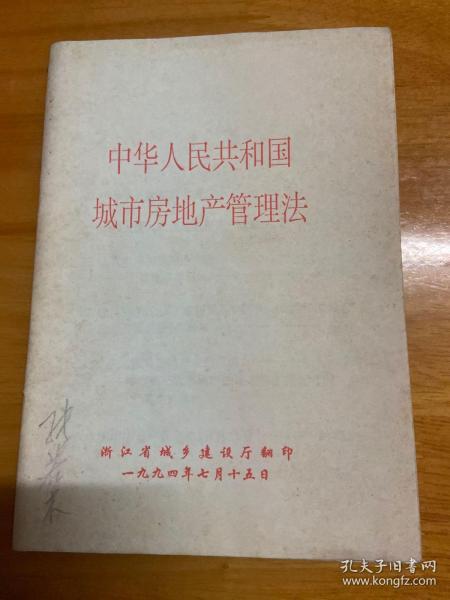 中华人民共和国
城市房地产管理法
浙江省城乡建设厅翻印
一九九四年七月十五日
孔夫子旧书网
www.kongfz.com